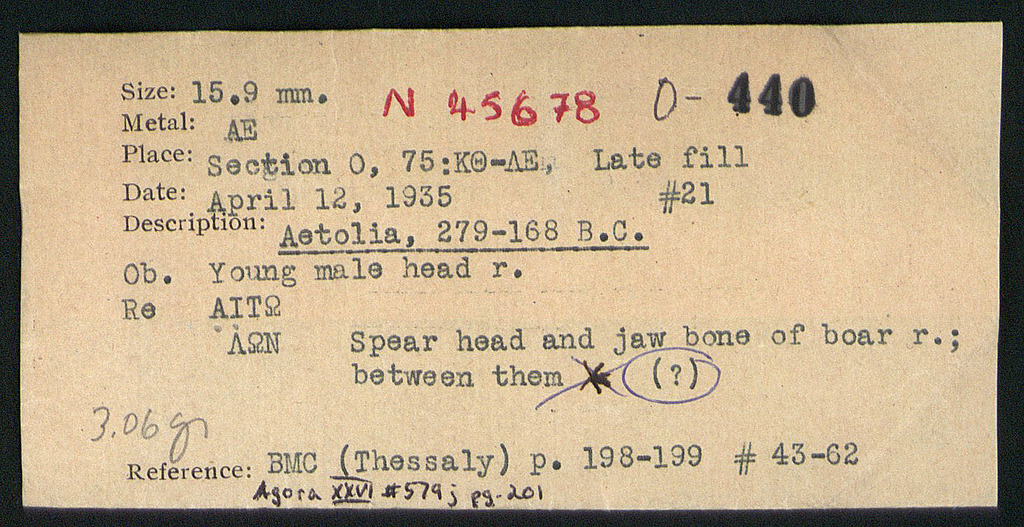 Size: 15.9 mm. N 45678 O- 440
Metal: AE
Place: Section O, 75:ΚΘ-ΛΕ, Late fill
Date: April 12, 1935 #21
Description: Aetolia, 279-168 B.C.
Ob. Young male head r.
Re ΑΙΤΩ
ΛΩΝ Spear head and jaw bone of boar r.;
between them (?)
3.06 gr
Reference: BMC (Thessaly) p. 198-199 # 43-62
Agora XXVI #579j pg. 201